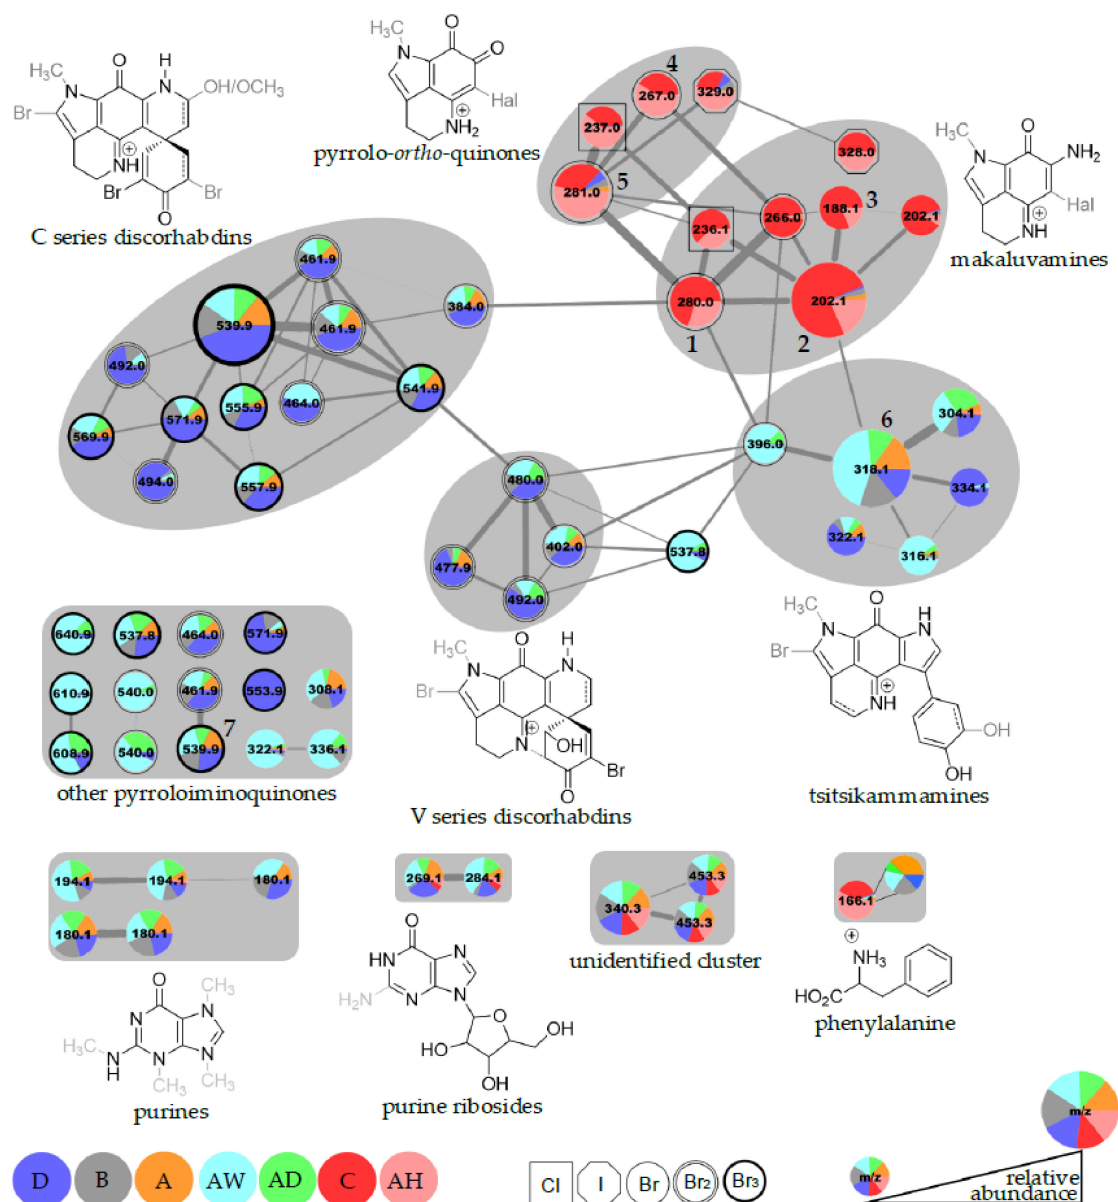 H
O
N
H₃C
N
OH/OCH₃
Br
NH
Br
Br
O
C series discorhabdins
O
H₃C
N
O
Hal
NH₂
pyrrolo-ortho-quinones
4
267.0
329.0
237.0
328.0
281.0
5
188.1
3
266.0
202.1
236.1
280.0
202.1
1
2
O
H₃C
N
NH₂
Hal
NH
makaluvamines
461.9
384.0
539.9
461.9
492.0
541.9
555.9
464.0
571.9
569.9
494.0
557.9
6
304.1
396.0
318.1
334.1
322.1
316.1
480.0
402.0
537.8
477.9
492.0
O
H
N
H₃C
N
Br
NH
OH
OH
tsitsikammamines
H
O
N
H₃C
N
Br
N
OH
Br
O
V series discorhabdins
640.9
537.8
464.0
571.9
610.9
540.0
461.9
553.9
308.1
7
608.9
540.0
539.9
322.1
336.1
other pyrroloiminoquinones
194.1
194.1
180.1
180.1
180.1
O
CH₃
N
N
H₃C
N
H
N
N
CH₃
CH₃
purines
269.1
284.1
O
HN
N
H₂N
N
N
O
OH
HO
OH
purine ribosides
453.3
340.3
453.3
unidentified cluster
166.1
NH₃
HO₂C
phenylalanine
D
B
A
AW
AD
C
AH
Cl
I
Br
Br₂
Br₃
m/z
m/z
relative
abundance